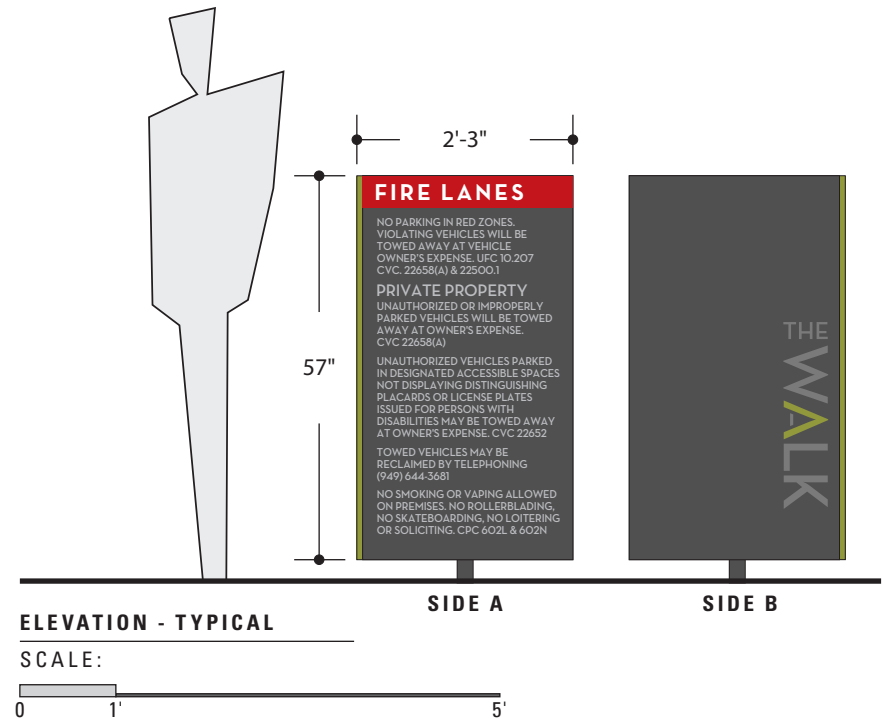 2'-3"
57"
FIRE LANES
NO PARKING IN RED ZONES.
VIOLATING VEHICLES WILL BE
TOWED AWAY AT VEHICLE
OWNER'S EXPENSE. UFC 10.207
CVC. 22658(A) & 22500.1
PRIVATE PROPERTY
UNAUTHORIZED OR IMPROPERLY
PARKED VEHICLES WILL BE TOWED
AWAY AT OWNER'S EXPENSE.
CVC 22658(A)
UNAUTHORIZED VEHICLES PARKED
IN DESIGNATED ACCESSIBLE SPACES
NOT DISPLAYING DISTINGUISHING
PLACARDS OR LICENSE PLATES
ISSUED FOR PERSONS WITH
DISABILITIES MAY BE TOWED AWAY
AT OWNER'S EXPENSE. CVC 22652
TOWED VEHICLES MAY BE
RECLAIMED BY TELEPHONING
(949) 644-3681
NO SMOKING OR VAPING ALLOWED
ON PREMISES. NO ROLLERBLADING,
NO SKATEBOARDING, NO LOITERING
OR SOLICITING. CPC 602L & 602N
THE
WALK
SIDE A
SIDE B
ELEVATION - TYPICAL
SCALE:
0 1' 5'